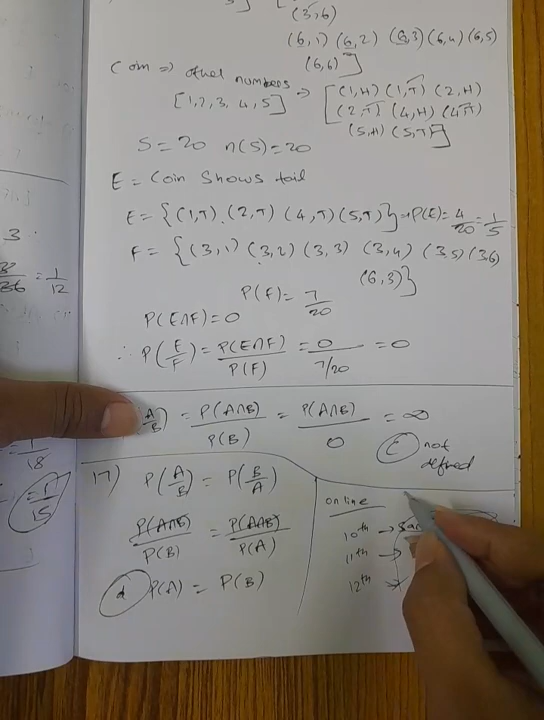 (3,6)
(6,1) (6,2) (6,3) (6,4) (6,5)
(6,6)]
Coin => other numbers => [(1,H) (1,T) (2,H)
[1,2,3,4,5] (2,T) (4,H) (4,T)
(5,H) (5,T)]
S = 20 n(S) = 20
E = Coin Shows tail
E = {(1,T), (2,T) (4,T) (5,T)} → P(E) = 4/20 = 1/5
F = {(3,1) (3,2) (3,3) (3,4) (3,5) (3,6)
(6,3)}
3
= 1/12
P(F) = 7/20
P(E∩F) = 0
∴ P(E/F) = P(E∩F)/P(F) = 0/7/20 = 0
A/B) = P(A∩B)/P(B) = P(A∩B)/0 = ∞
(c) not
defined
18
15
17) P(A/B) = P(B/A)
P(A∩B)/P(B) = P(A∩B)/P(A)
(d) P(A) = P(B)
online
10th →
11th →
12th →